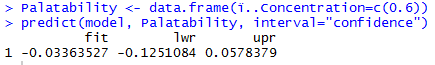 > Palatability <- data.frame(ï..Concentration=c(0.6))
> predict(model, Palatability, interval="confidence")
          fit        lwr       upr
1 -0.03363527 -0.1251084 0.0578379